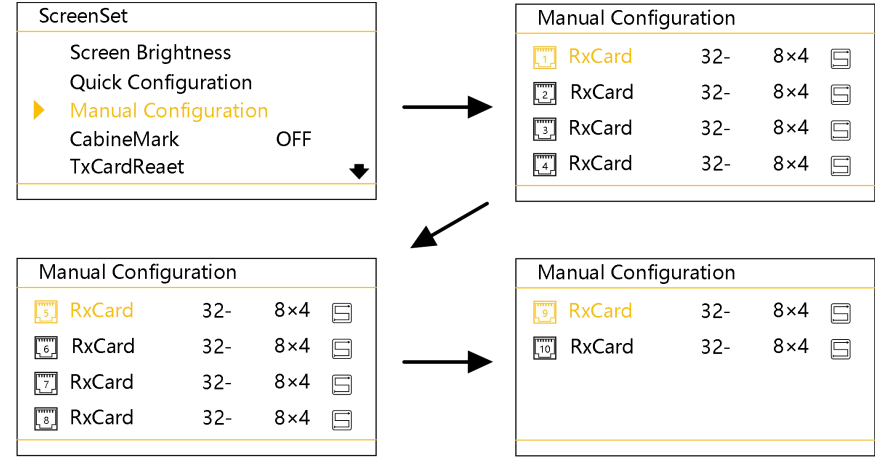 ScreenSet
Screen Brightness
Quick Configuration
Manual Configuration
CabineMark OFF
TxCardReaet
Manual Configuration
1 RxCard 32- 8×4
2 RxCard 32- 8×4
3 RxCard 32- 8×4
4 RxCard 32- 8×4
Manual Configuration
5 RxCard 32- 8×4
6 RxCard 32- 8×4
7 RxCard 32- 8×4
8 RxCard 32- 8×4
Manual Configuration
9 RxCard 32- 8×4
10 RxCard 32- 8×4